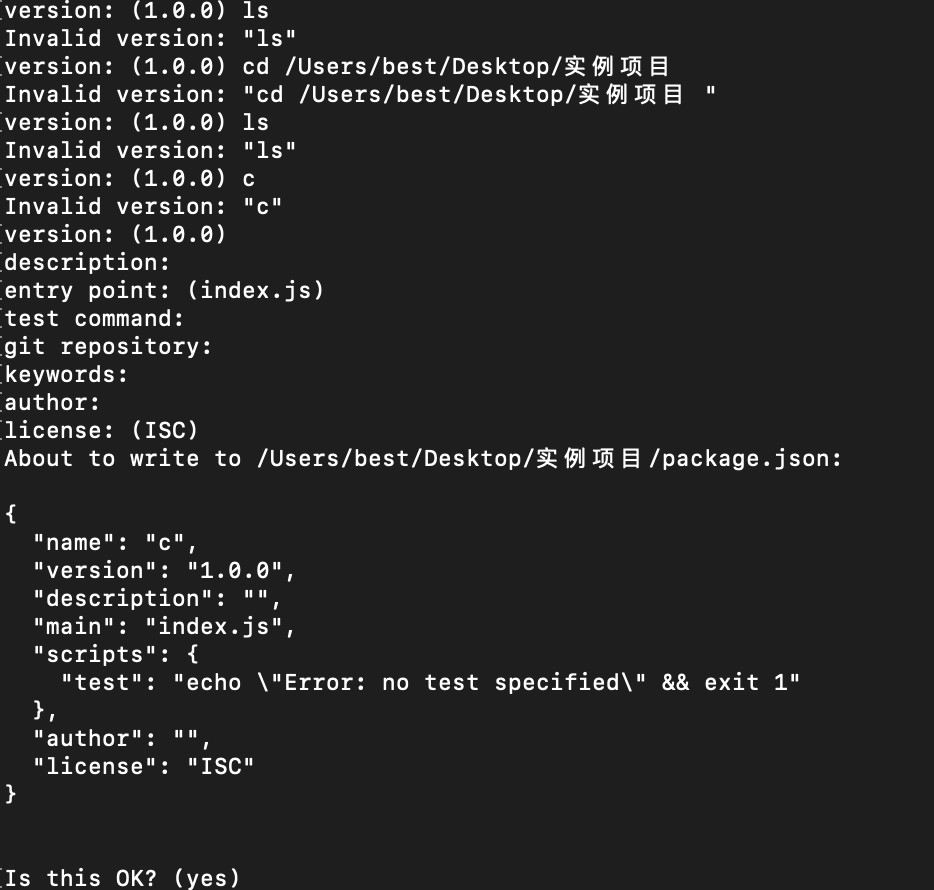 version: (1.0.0) ls
Invalid version: "ls"
version: (1.0.0) cd /Users/best/Desktop/实例项目
Invalid version: "cd /Users/best/Desktop/实例项目 "
version: (1.0.0) ls
Invalid version: "ls"
version: (1.0.0) c
Invalid version: "c"
version: (1.0.0)
description:
entry point: (index.js)
test command:
git repository:
keywords:
author:
license: (ISC)
About to write to /Users/best/Desktop/实例项目/package.json:

{
  "name": "c",
  "version": "1.0.0",
  "description": "",
  "main": "index.js",
  "scripts": {
    "test": "echo \"Error: no test specified\" && exit 1"
  },
  "author": "",
  "license": "ISC"
}

Is this OK? (yes)